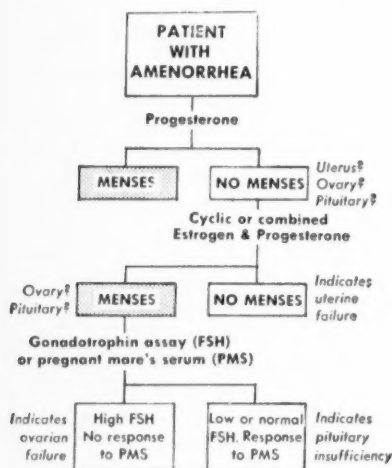 PATIENT
WITH
AMENORRHEA
Progesterone
MENSES
NO MENSES
Uterus?
Ovary?
Pituitary?
Cyclic or combined
Estrogen & Progesterone
Ovary?
Pituitary?
MENSES
NO MENSES
Indicates
uterine
failure
Gonadotrophin assay (FSH)
or pregnant mare's serum (PMS)
Indicates
ovarian
failure
High FSH
No response
to PMS
Low or normal
FSH. Response
to PMS
Indicates
pituitary
insufficiency